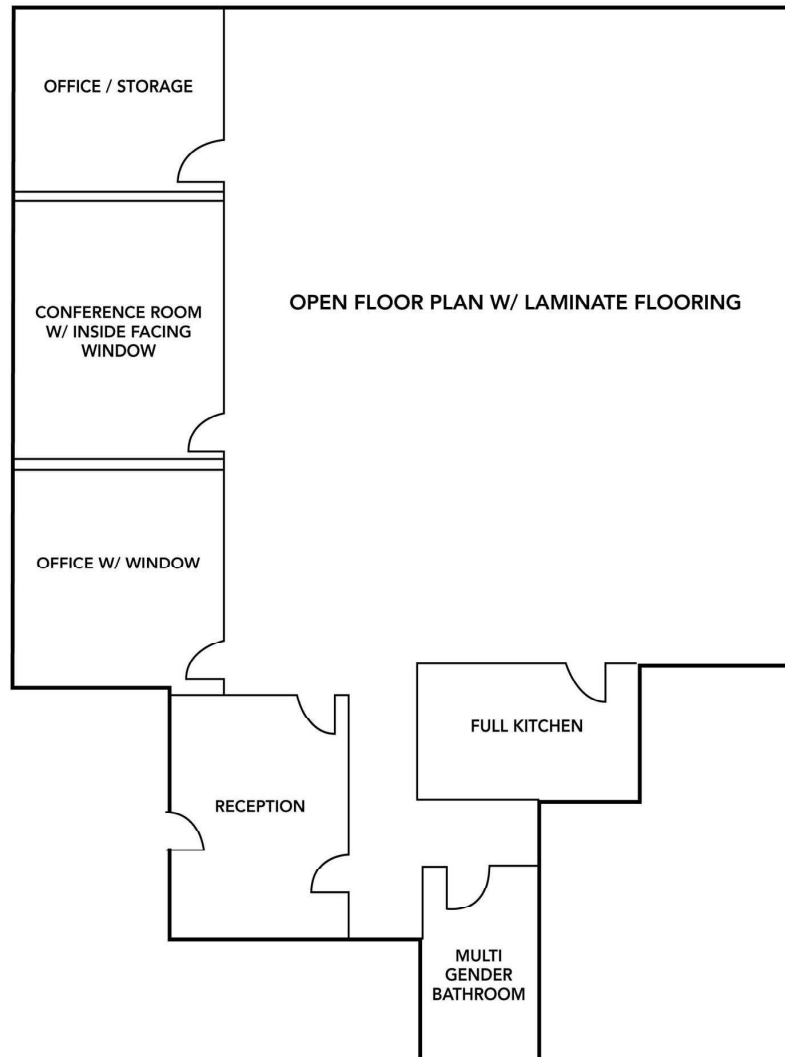 OFFICE / STORAGE
CONFERENCE ROOM
W/ INSIDE FACING
WINDOW
OPEN FLOOR PLAN W/ LAMINATE FLOORING
OFFICE W/ WINDOW
FULL KITCHEN
RECEPTION
MULTI
GENDER
BATHROOM